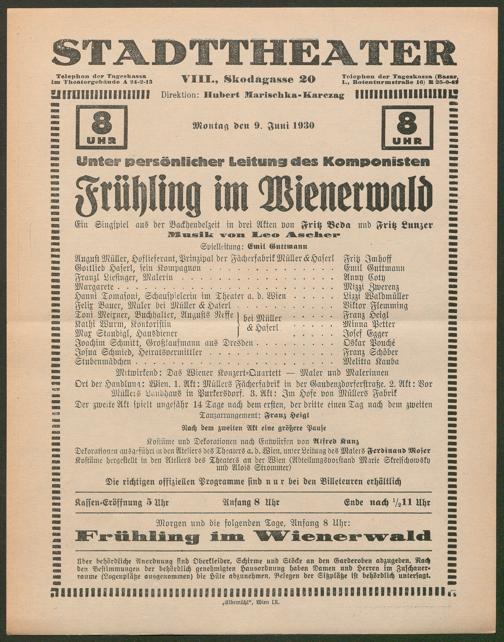 STADTTHEATER
Telephon der Tageskassa
im Theatergebäude A 24-2-15
VIII., Skodagasse 20
Telephon der Tageskassa (Bazar,
I., Rotenturmstraße 16)
Direktion: Hubert Marischka-Karczag
8
UHR
Montag den 9. Juni 1930
8
UHR
Unter persönlicher Leitung des Komponisten
Frühling im Wienerwald
Ein Singspiel aus der Backhendelzeit in drei Akten von Fritz Beda und Fritz Lunzer
Musik von Leo Ascher
Spielleitung: Emil Guttmann
August Müller, Hoflieferant, Prinzipal der Fächerfabrik Müller & Haferl Fritz Imhoff
Gottlieb Haferl, sein Kompagnon Emil Guttmann
Franzl Liesinger, Malerin Anny Coty
Margarete Mizzi Zwerenz
Hanni Tomasoni, Schauspielerin im Theater a. d. Wien Lizzi Waldmüller
Felix Bauer, Maler bei Müller & Haferl Viktor Flemming
Toni Meixner, Buchhalter, Augusts Neffe Franz Heigl
Kathi Wurm, Kontoristin bei Müller & Haferl Minna Petter
Max Staudigl, Hausdiener Josef Egger
Joachim Schmitt, Großkaufmann aus Dresden Oskar Pouché
Josua Schmied, Heiratsvermittler Franz Schöber
Stubenmädchen Melitta Kauba
Mitwirkend: Das Wiener Konzert-Quartett — Maler und Malerinnen
Ort der Handlung: Wien. 1. Akt: Müllers Fächerfabrik in der Gumpendorferstraße. 2. Akt: Vor
Müllers Landhaus in Purkersdorf. 3. Akt: Im Hofe von Müllers Fabrik
Der zweite Akt spielt ungefähr 14 Tage nach dem ersten, der dritte einen Tag nach dem zweiten
Tanzarrangement: Franz Heigl
Nach dem zweiten Akt eine größere Pause
Kostüme und Dekorationen nach Entwürfen von Alfred Kunz
Dekorationen ausgeführt in den Ateliers des Theaters a. d. Wien, unter Leitung des Malers Ferdinand Moser
Kostüme hergestellt in den Ateliers des Theaters an der Wien (Abteilungsvorstand Marie Strejschowsky
und Alois Strommer)
Die richtigen offiziellen Programme sind nur bei den Billeteuren erhältlich
Kassen-Eröffnung 5 Uhr Anfang 8 Uhr Ende nach ½11 Uhr
Morgen und die folgenden Tage, Anfang 8 Uhr:
Frühling im Wienerwald
Über behördliche Anordnung sind Oberkleider, Schirme und Stöcke an den Garderoben abzugeben. Nach
den Bestimmungen der behördlich genehmigten Hausordnung haben Damen und Herren im Zuschauer-
raume (Logenplätze ausgenommen) die Hüte abzunehmen. Belegen der Sitzplätze ist behördlich untersagt.
„Elbemühl“, Wien IX.